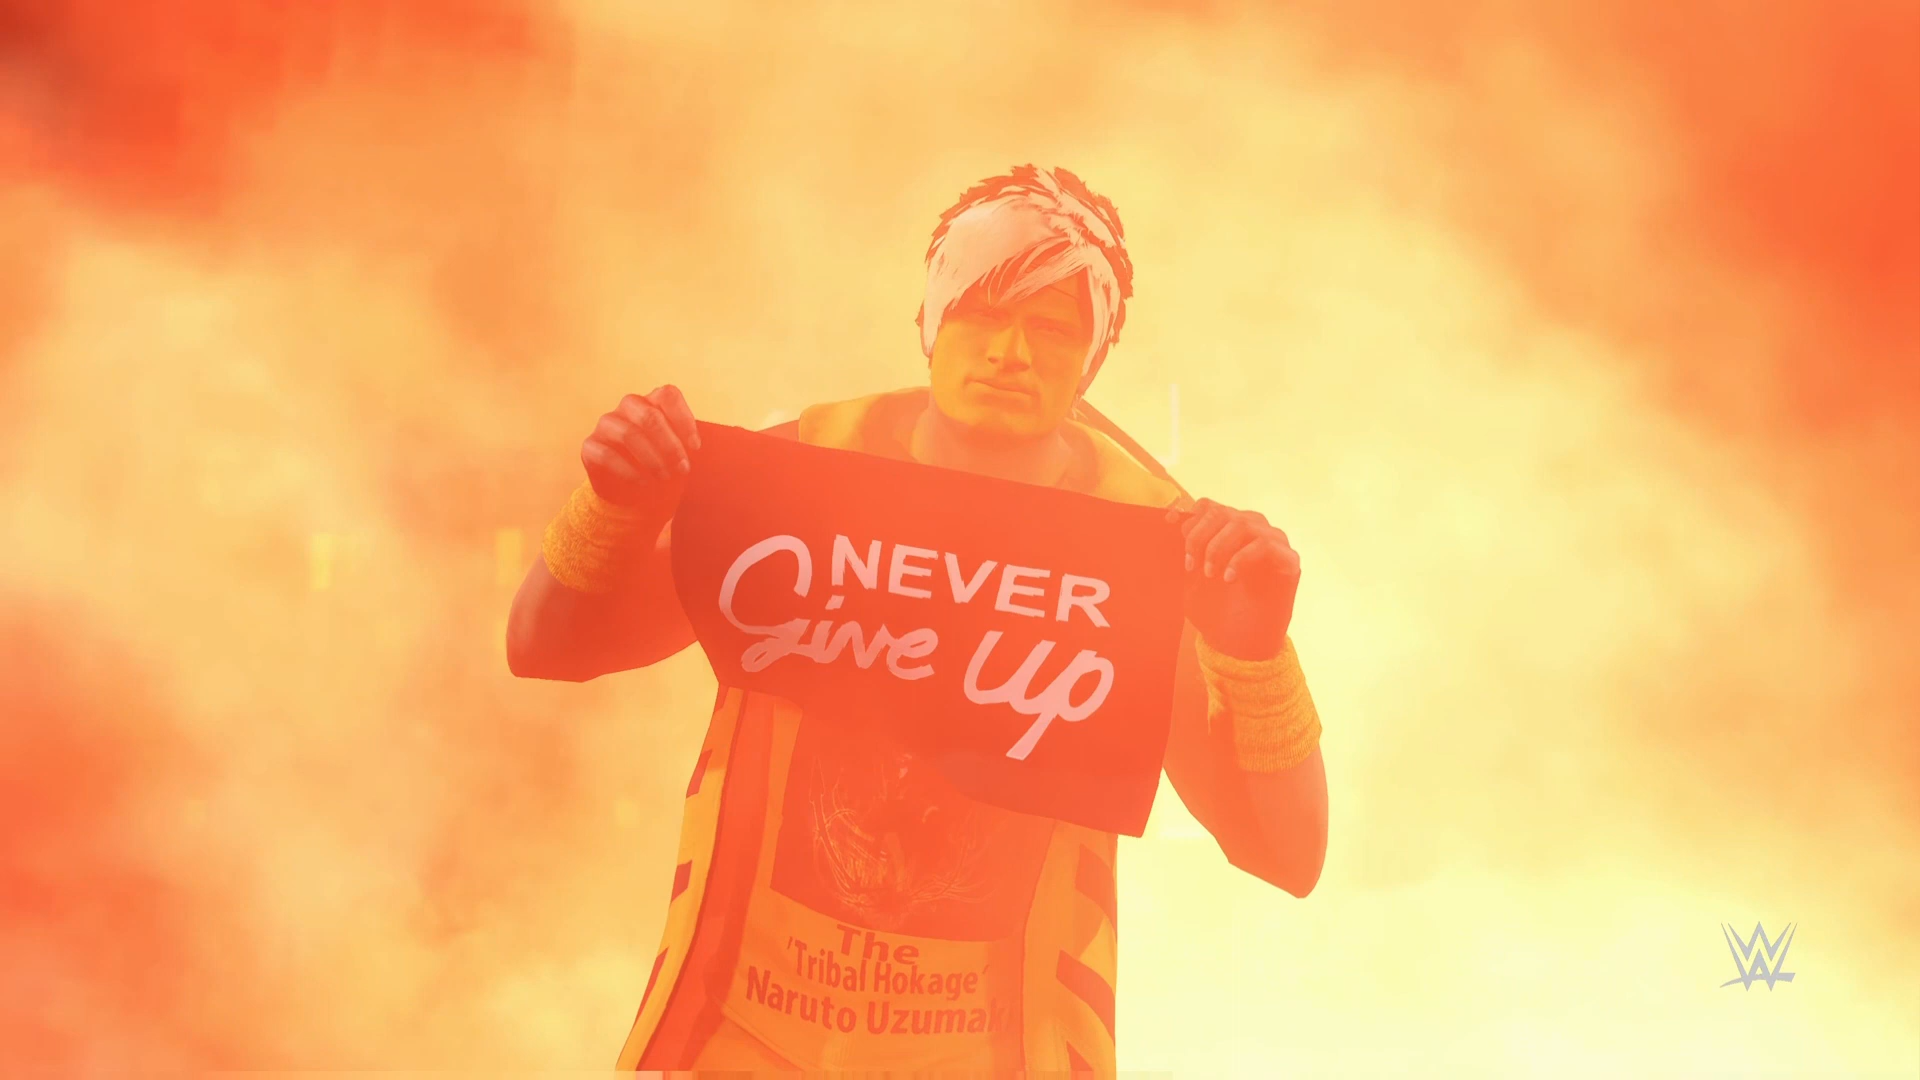 NEVER
Give Up
The
'Tribal Hokage'
Naruto Uzumaki
W